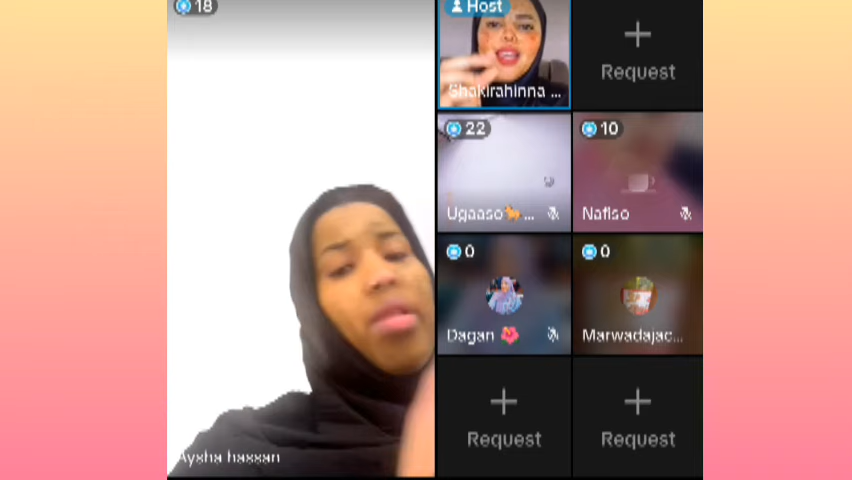 18
Aysha hassan
Host
Shakirahinna ...
Request
22
Ugaaso🐎...
10
Nafiso
0
Dagan 🌺
0
Marwadajac...
Request
Request